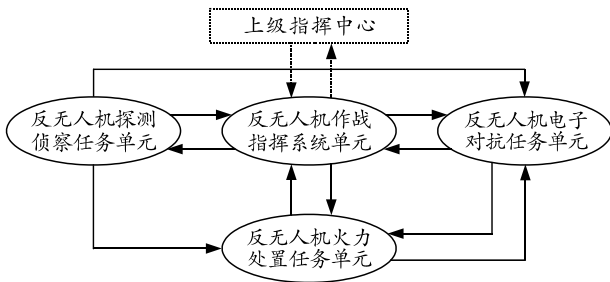 上级指挥中心
反无人机探测
侦察任务单元
反无人机作战
指挥系统单元
反无人机电子
对抗任务单元
反无人机火力
处置任务单元